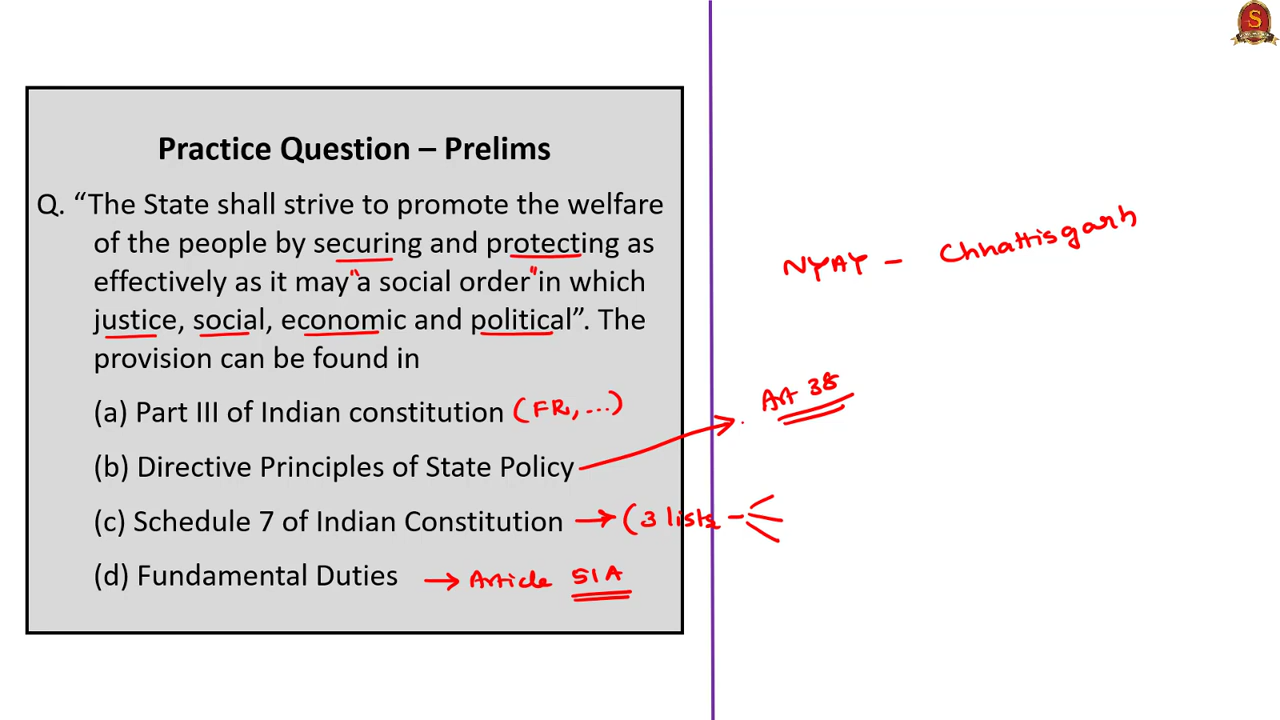 S
Practice Question – Prelims
Q. “The State shall strive to promote the welfare
of the people by securing and protecting as
effectively as it may "a social order" in which
justice, social, economic and political”. The
provision can be found in
(a) Part III of Indian constitution (FR, ...)
(b) Directive Principles of State Policy
(c) Schedule 7 of Indian Constitution → (3 lists –
(d) Fundamental Duties → Article 51A
NYAY – Chhattisgarh
Art 38